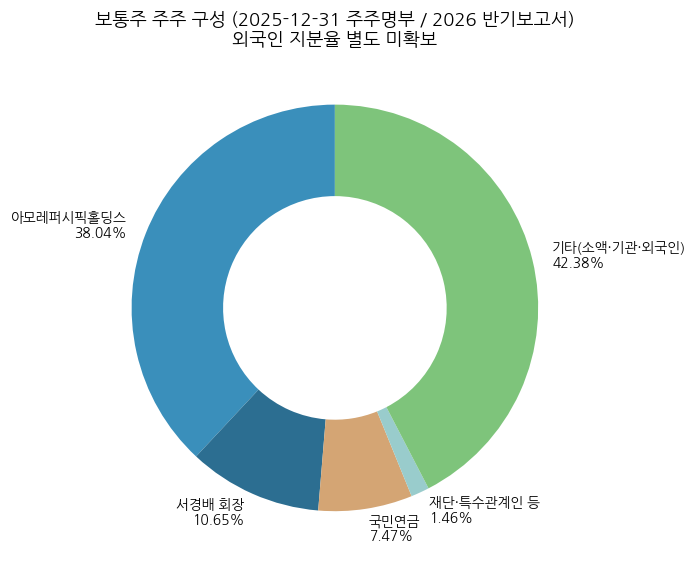 보통주 주주 구성 (2025-12-31 주주명부 / 2026 반기보고서)
외국인 지분율 별도 미확보
아모레퍼시픽홀딩스
38.04%
기타(소액·기관·외국인)
42.38%
서경배 회장
10.65%
국민연금
7.47%
재단·특수관계인 등
1.46%